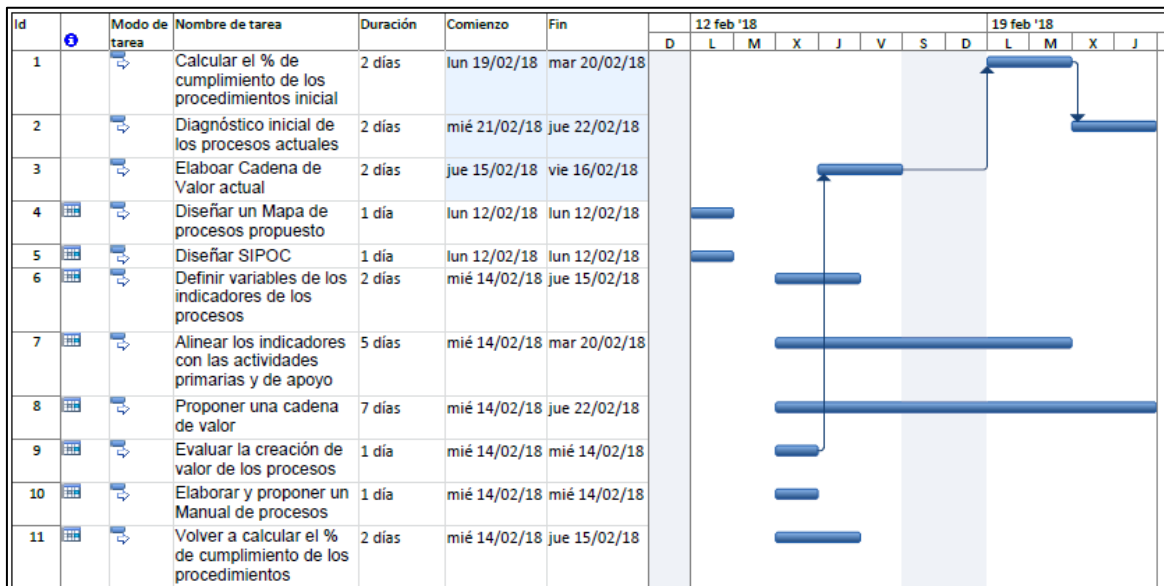 Id Modo de tarea Nombre de tarea Duración Comienzo Fin 12 feb '18 19 feb '18
D L M X J V S D L M X J
1 Calcular el % de cumplimiento de los procedimientos inicial 2 días lun 19/02/18 mar 20/02/18
2 Diagnóstico inicial de los procesos actuales 2 días mié 21/02/18 jue 22/02/18
3 Elaboar Cadena de Valor actual 2 días jue 15/02/18 vie 16/02/18
4 Diseñar un Mapa de procesos propuesto 1 día lun 12/02/18 lun 12/02/18
5 Diseñar SIPOC 1 día lun 12/02/18 lun 12/02/18
6 Definir variables de los indicadores de los procesos 2 días mié 14/02/18 jue 15/02/18
7 Alinear los indicadores con las actividades primarias y de apoyo 5 días mié 14/02/18 mar 20/02/18
8 Proponer una cadena de valor 7 días mié 14/02/18 jue 22/02/18
9 Evaluar la creación de valor de los procesos 1 día mié 14/02/18 mié 14/02/18
10 Elaborar y proponer un Manual de procesos 1 día mié 14/02/18 mié 14/02/18
11 Volver a calcular el % de cumplimiento de los procedimientos 2 días mié 14/02/18 jue 15/02/18